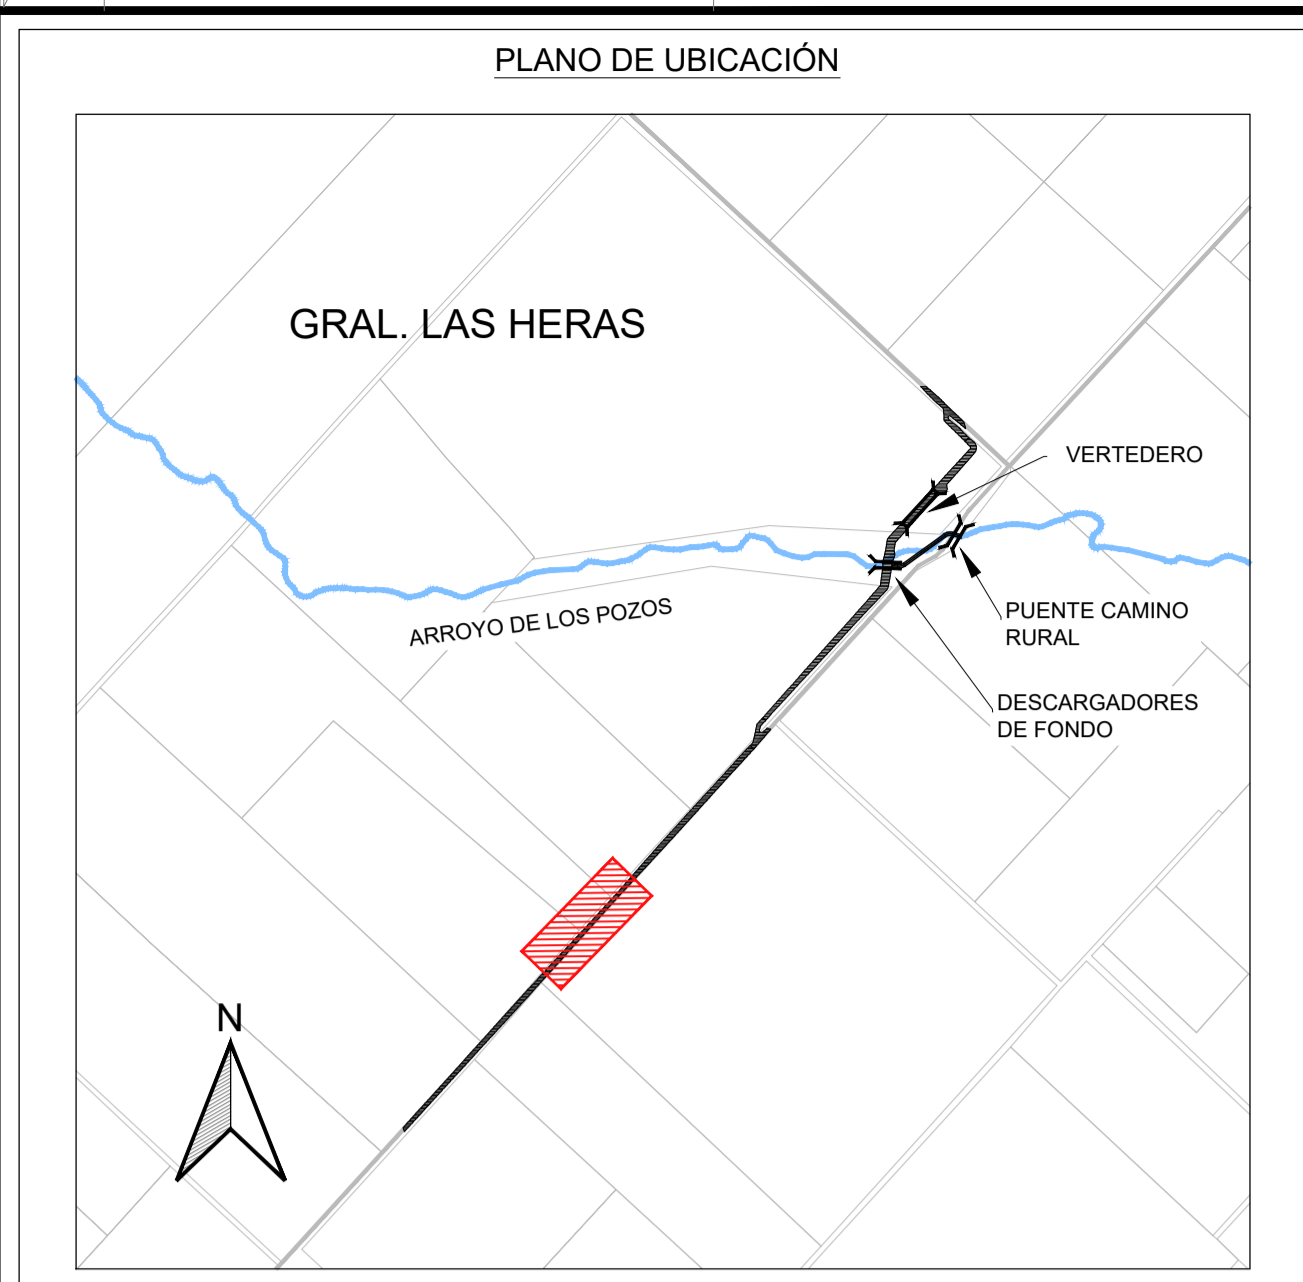 PLANO DE UBICACIÓN
GRAL. LAS HERAS
VERTEDERO
ARROYO DE LOS POZOS
PUENTE CAMINO
RURAL
DESCARGADORES
DE FONDO
N